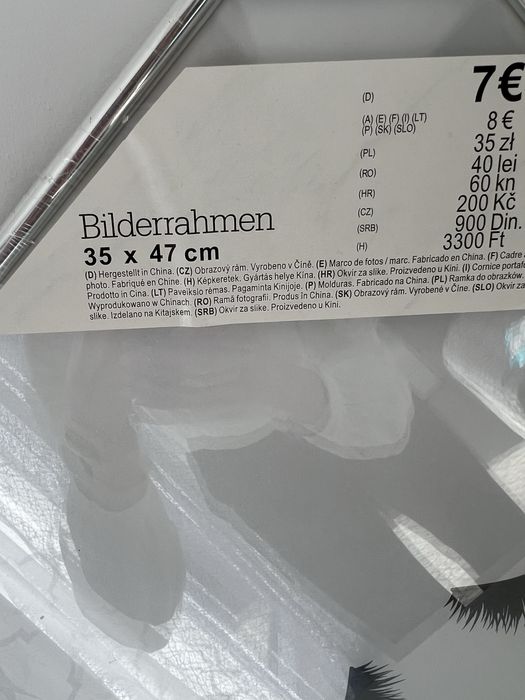 (D) 7€
(A) (E) (F) (I) (LT) 8 €
(P) (SK) (SLO)
(PL) 35 zł
(RO) 40 lei
(HR) 60 kn
(CZ) 200 Kč
(SRB) 900 Din.
(H) 3300 Ft
Bilderrahmen
35 x 47 cm
(D) Hergestellt in China. (CZ) Obrazový rám. Vyrobeno v Číně. (E) Marco de fotos / marc. Fabricado en China. (F) Cadre
photo. Fabriqué en Chine. (H) Képkeretek. Gyártás helye Kína. (HR) Okvir za slike. Proizvedeno u Kini. (I) Cornice
Prodotto in Cina. (LT) Paveikslo rėmas. Pagaminta Kinijoje. (P) Molduras. Fabricado na China. (PL) Ramka do obrazków.
Wyprodukowano w Chinach. (RO) Ramă fotografii. Produs în China. (SK) Obrazový rám. Vyrobené v Číne. (SLO) Okvir za
slike. Izdelano na Kitajskem. (SRB) Okvir za slike. Proizvedeno u Kini.